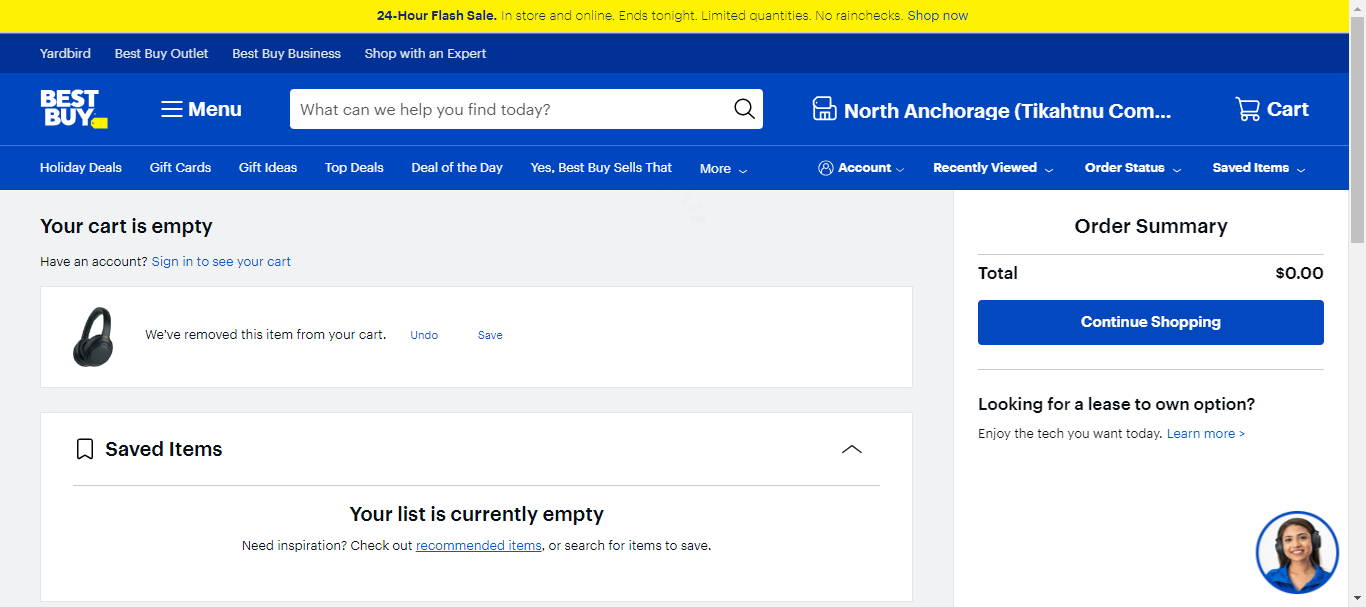 24-Hour Flash Sale. In store and online. Ends tonight. Limited quantities. No rainchecks. Shop now
Yardbird Best Buy Outlet Best Buy Business Shop with an Expert
BEST
BUY
Menu
What can we help you find today?
North Anchorage (Tikahtnu Com...
Cart
Holiday Deals Gift Cards Gift Ideas Top Deals Deal of the Day Yes, Best Buy Sells That More Account Recently Viewed Order Status Saved Items
Your cart is empty
Have an account? Sign in to see your cart
We've removed this item from your cart. Undo Save
Saved Items
Your list is currently empty
Need inspiration? Check out recommended items, or search for items to save.
Order Summary
Total $0.00
Continue Shopping
Looking for a lease to own option?
Enjoy the tech you want today. Learn more >